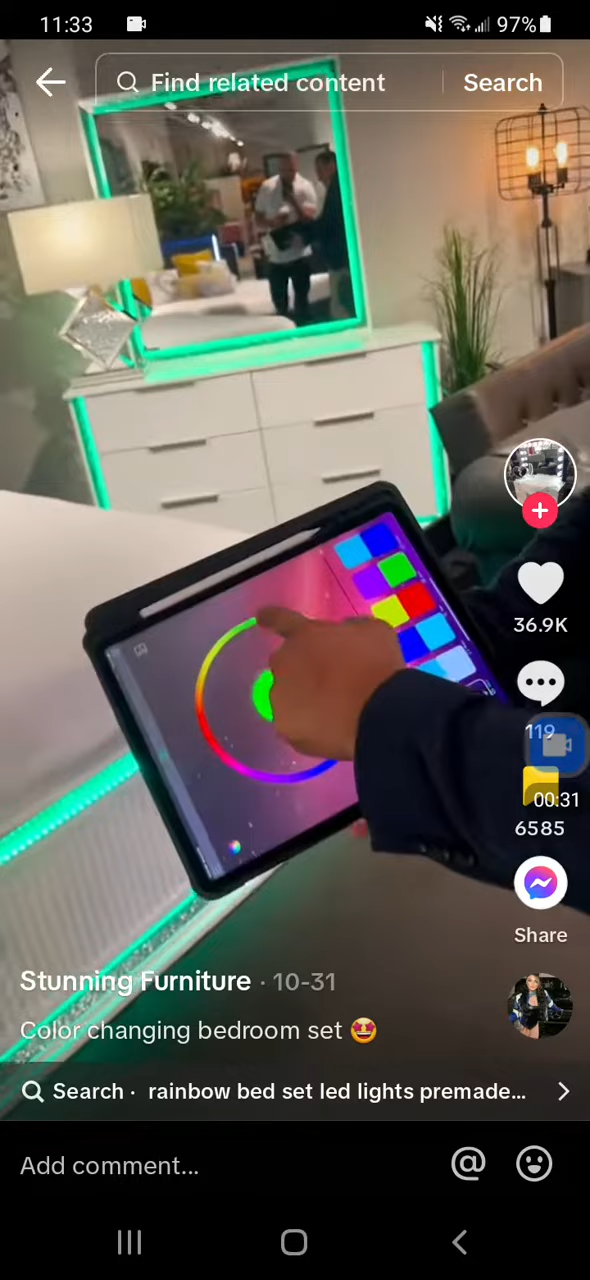 11:33
97%
Find related content
Search
36.9K
119
00:31
6585
Share
Stunning Furniture · 10-31
Color changing bedroom set 🤩
Search · rainbow bed set led lights premade...
Add comment...